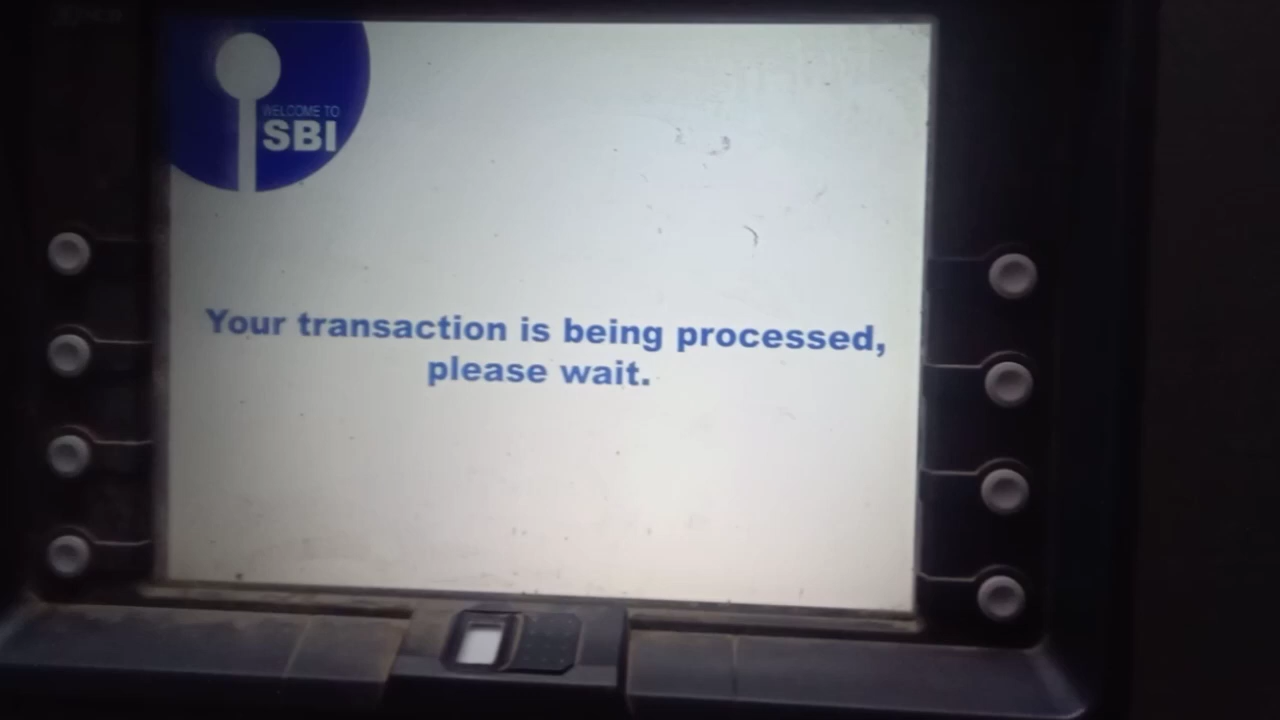 WELCOME TO
SBI
Your transaction is being processed,
please wait.